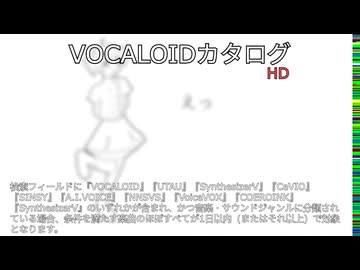 VOCALOIDカタログ
HD
えっ
検索フィールドに『VOCALOID』『UTAU』『SynthesizerV』『CeVIO』
『SINSY』『A.I.VOICE』『NNSVS』『VoiceVOX』『COEROINK』
『SynthesizerV』のいずれかが含まれ、かつ音楽・サウンドジャンルに分類され
ている場合、条件を満たす楽曲のほぼすべてが1日以内（またはそれ以上）で対象
となります。